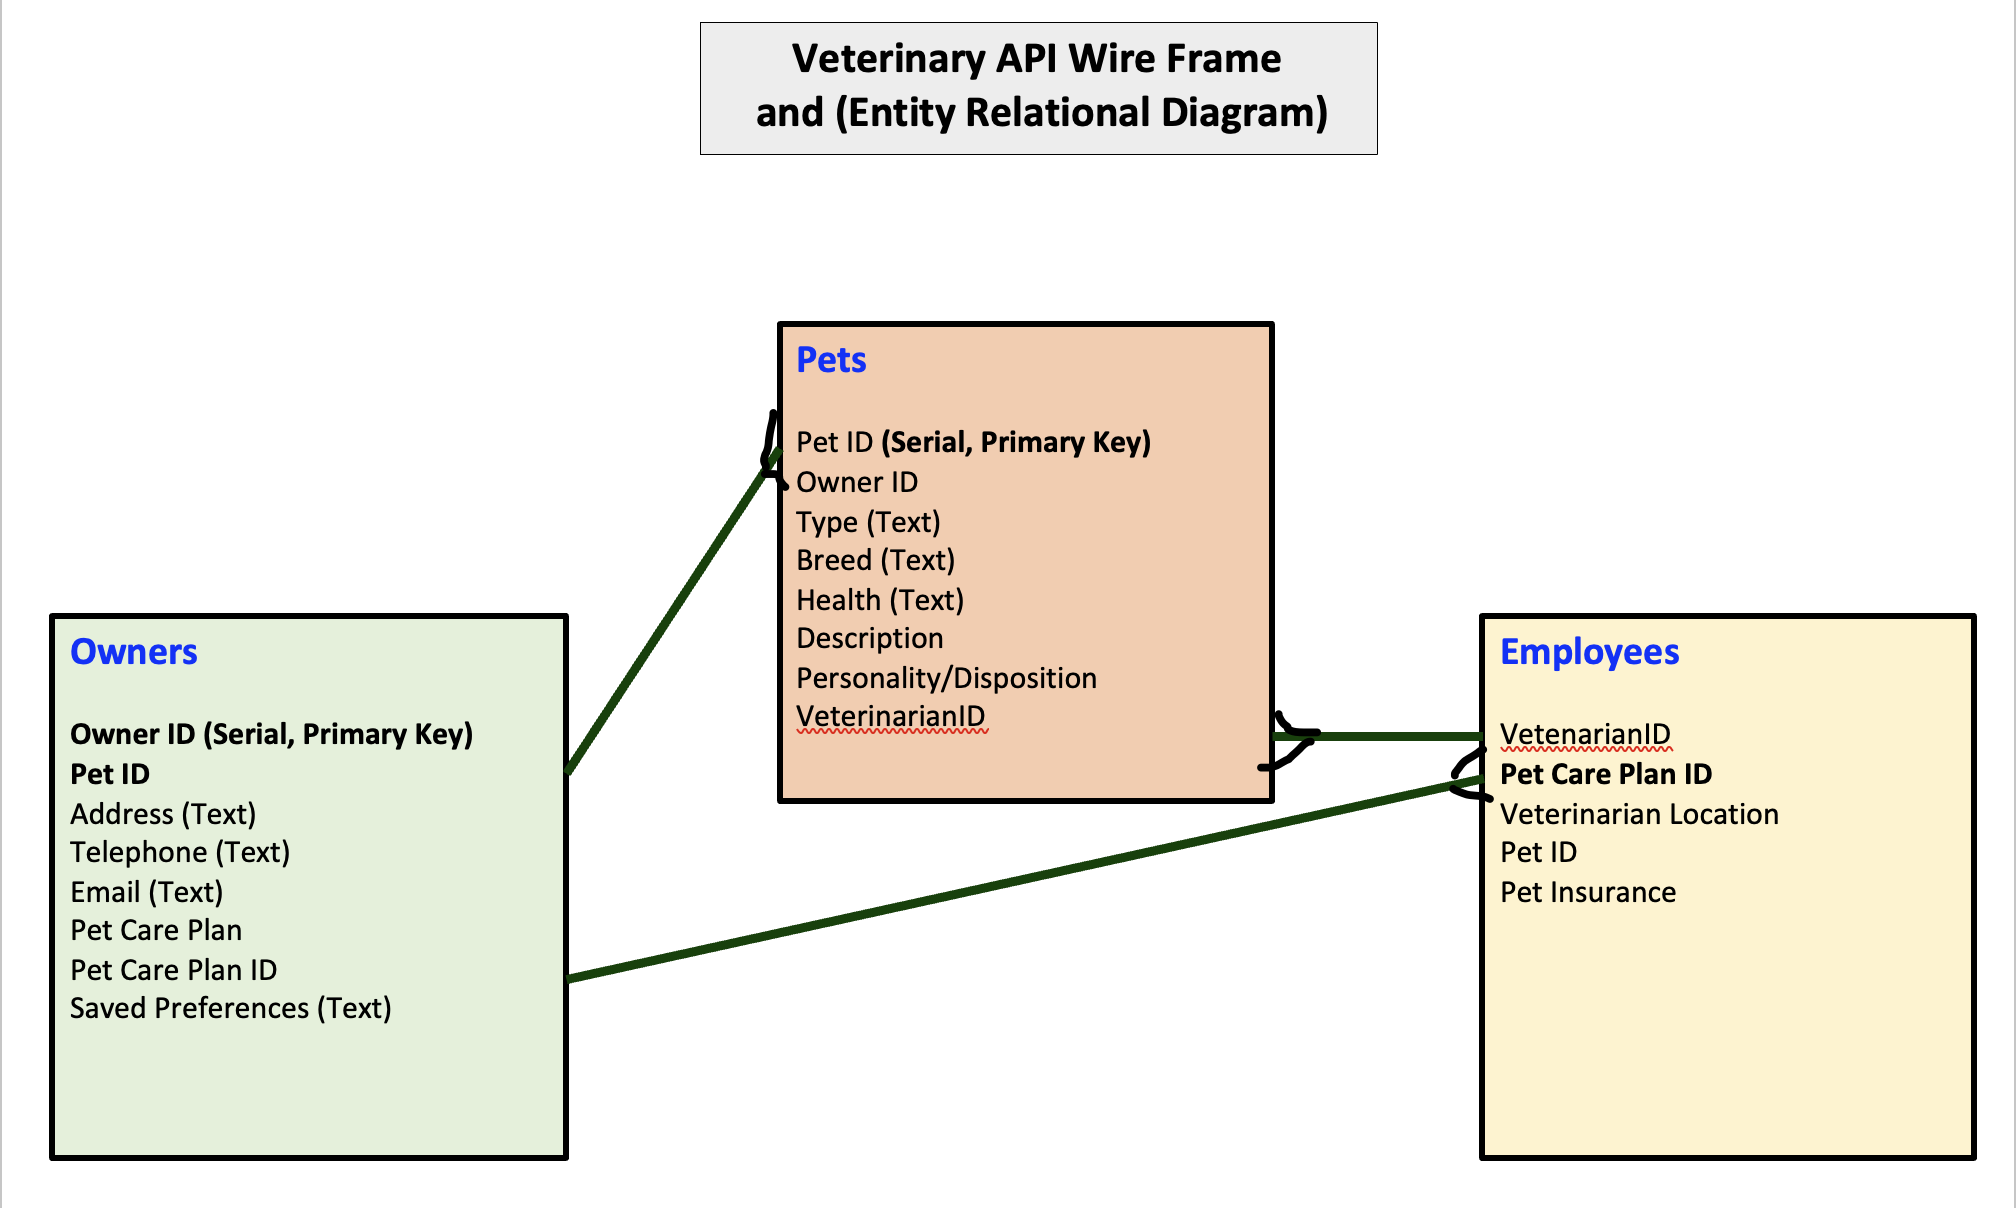 Veterinary API Wire Frame
and (Entity Relational Diagram)
Pets
Pet ID (Serial, Primary Key)
Owner ID
Type (Text)
Breed (Text)
Health (Text)
Description
Personality/Disposition
VeterinarianID
Owners
Owner ID (Serial, Primary Key)
Pet ID
Address (Text)
Telephone (Text)
Email (Text)
Pet Care Plan
Pet Care Plan ID
Saved Preferences (Text)
Employees
VetenarianID
Pet Care Plan ID
Veterinarian Location
Pet ID
Pet Insurance